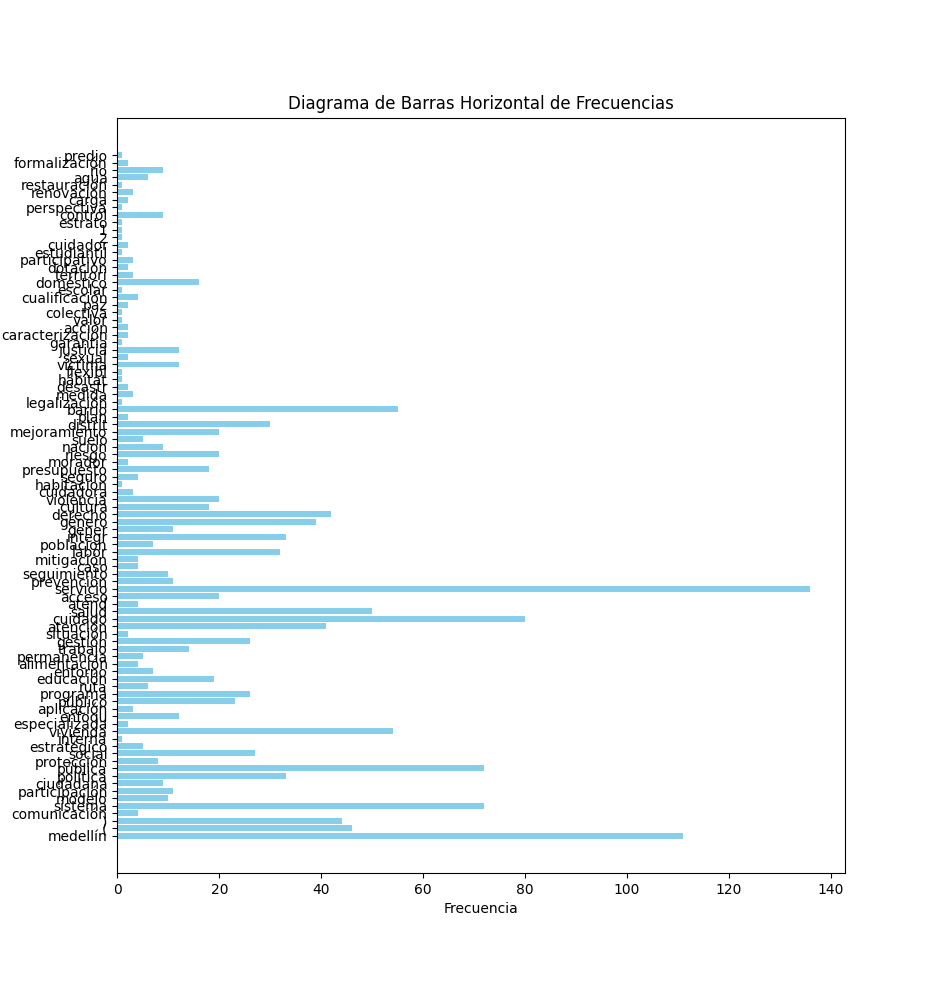 Diagrama de Barras Horizontal de Frecuencias
predio
formalización
rio
agua
restauración
renovación
carga
perspectiva
control
estrato
1
2
cuidador
estudiantil
participativo
dotación
territori
doméstico
escolar
cualificación
paz
colectiva
valor
acción
caracterización
garantía
justicia
sexual
víctima
flexibl
hábitat
desastr
medida
legalización
barrio
plan
distrit
mejoramiento
suelo
nación
riesgo
morador
presupuesto
seguro
habitación
cuidadora
violencia
cultura
derecho
género
gener
integr
población
labor
mitigación
caso
seguimiento
prevención
servicio
acceso
atend
salud
cuidado
atención
situación
gestión
trabajo
permanencia
alimentación
entorno
educación
ruta
programa
público
aplicación
enfoqu
especializada
vivienda
interna
estratégico
social
protección
pública
política
ciudadana
participación
modelo
sistema
comunicación
)
(
medellín
0 20 40 60 80 100 120 140
Frecuencia